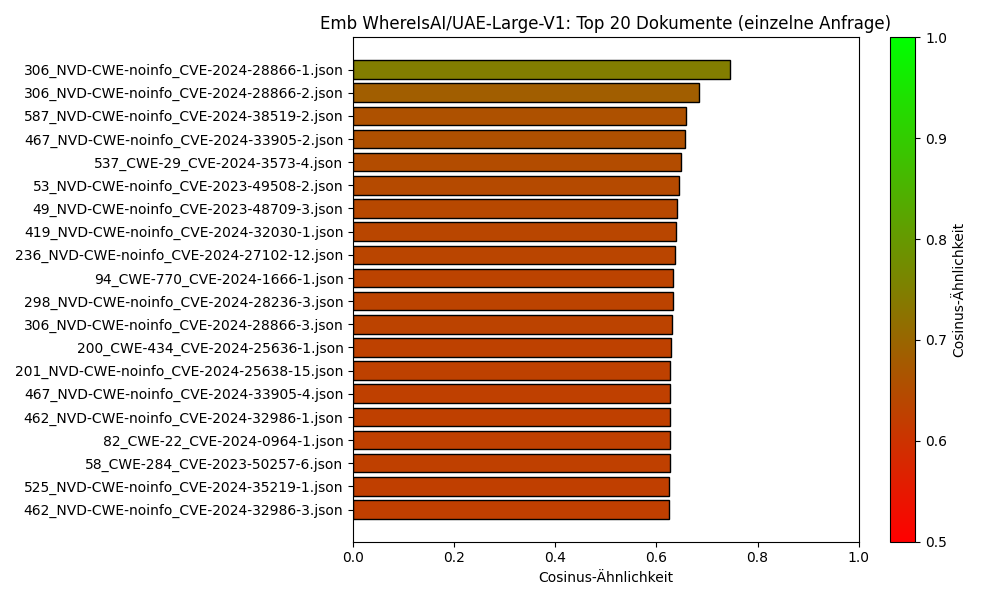 Emb WhereIsAI/UAE-Large-V1: Top 20 Dokumente (einzelne Anfrage)
306_NVD-CWE-noinfo_CVE-2024-28866-1.json
306_NVD-CWE-noinfo_CVE-2024-28866-2.json
587_NVD-CWE-noinfo_CVE-2024-38519-2.json
467_NVD-CWE-noinfo_CVE-2024-33905-2.json
537_CWE-29_CVE-2024-3573-4.json
53_NVD-CWE-noinfo_CVE-2023-49508-2.json
49_NVD-CWE-noinfo_CVE-2023-48709-3.json
419_NVD-CWE-noinfo_CVE-2024-32030-1.json
236_NVD-CWE-noinfo_CVE-2024-27102-12.json
94_CWE-770_CVE-2024-1666-1.json
298_NVD-CWE-noinfo_CVE-2024-28236-3.json
306_NVD-CWE-noinfo_CVE-2024-28866-3.json
200_CWE-434_CVE-2024-25636-1.json
201_NVD-CWE-noinfo_CVE-2024-25638-15.json
467_NVD-CWE-noinfo_CVE-2024-33905-4.json
462_NVD-CWE-noinfo_CVE-2024-32986-1.json
82_CWE-22_CVE-2024-0964-1.json
58_CWE-284_CVE-2023-50257-6.json
525_NVD-CWE-noinfo_CVE-2024-35219-1.json
462_NVD-CWE-noinfo_CVE-2024-32986-3.json
0.0 0.2 0.4 0.6 0.8 1.0
Cosinus-Ähnlichkeit
1.0
0.9
0.8
0.7
0.6
0.5
Cosinus-Ähnlichkeit